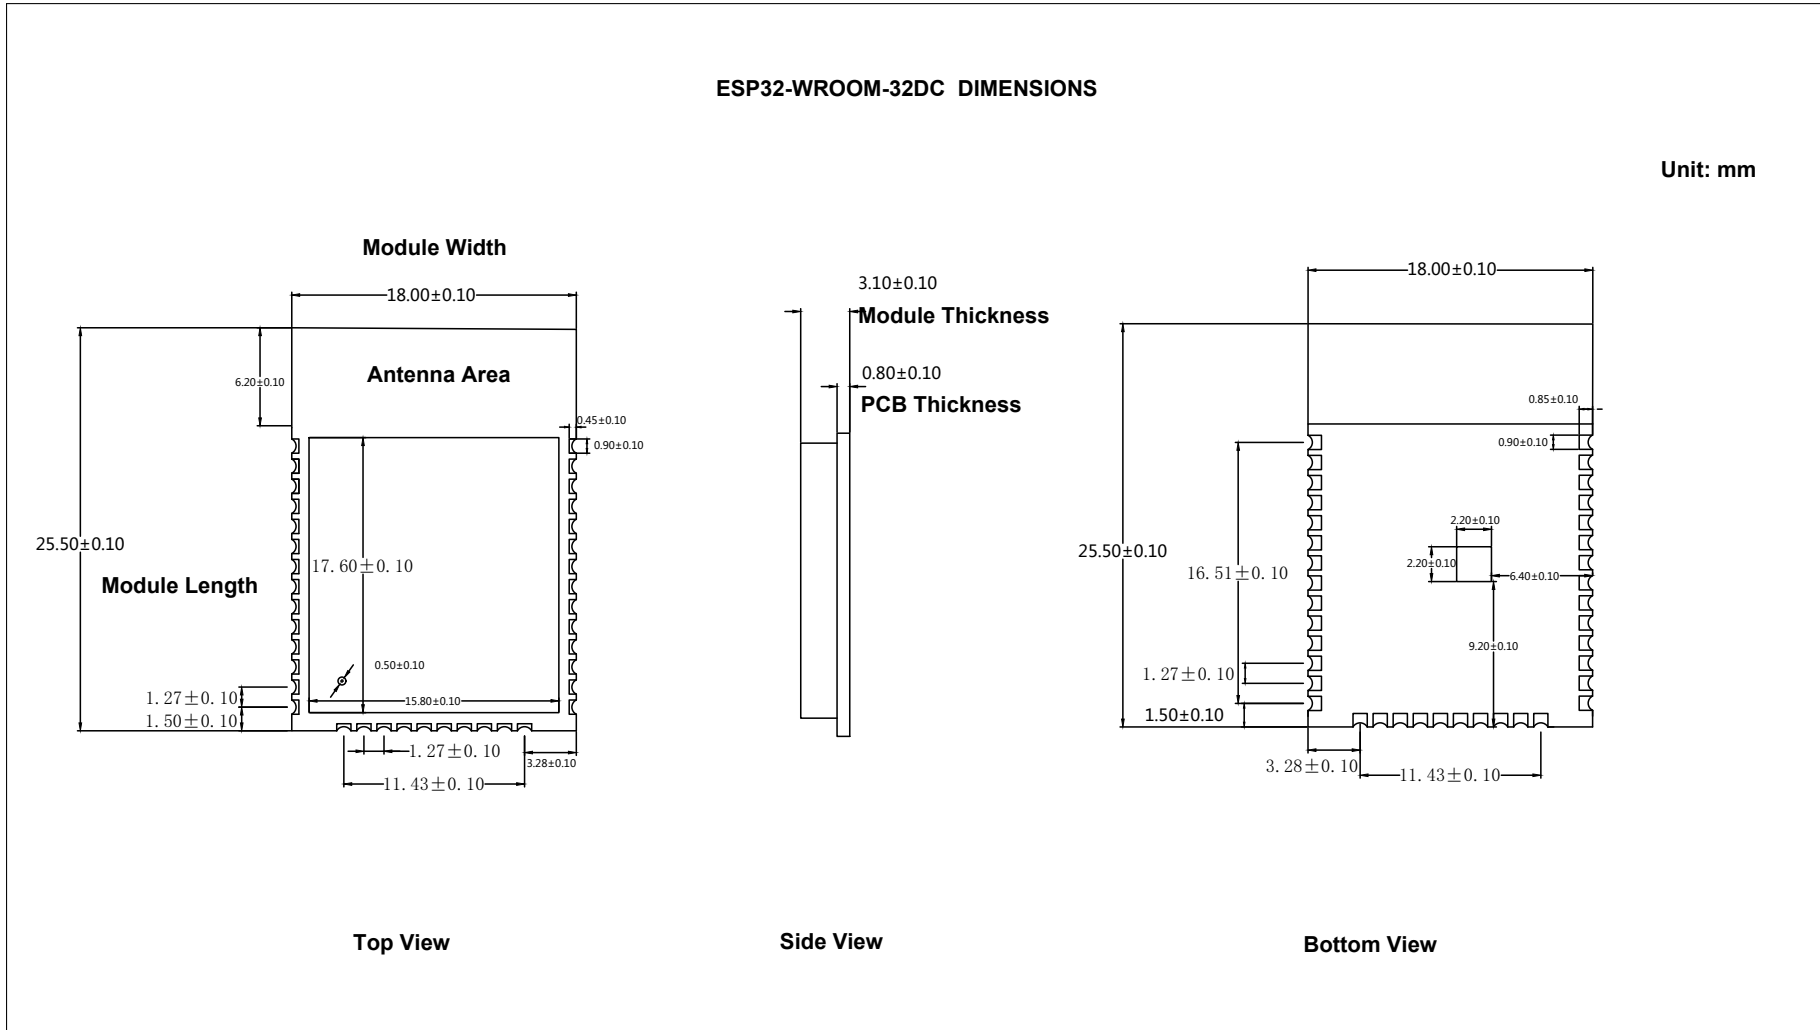 ESP32-WROOM-32DC DIMENSIONS
Unit: mm
Module Width
18.00±0.10
6.20±0.10
Antenna Area
0.45±0.10
0.90±0.10
25.50±0.10
Module Length
17.60±0.10
0.50±0.10
15.80±0.10
1.27±0.10
1.50±0.10
1.27±0.10
3.28±0.10
11.43±0.10
Top View
3.10±0.10
Module Thickness
0.80±0.10
PCB Thickness
Side View
18.00±0.10
0.85±0.10
0.90±0.10
2.20±0.10
25.50±0.10
2.20±0.10
16.51±0.10
6.40±0.10
9.20±0.10
1.27±0.10
1.50±0.10
3.28±0.10
11.43±0.10
Bottom View